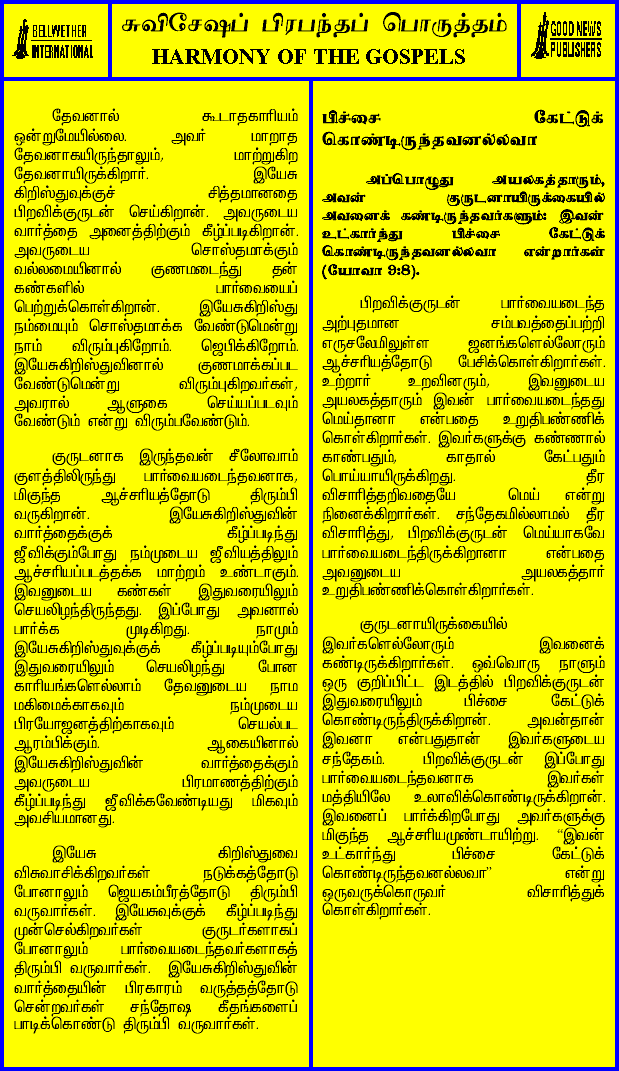 BELLWETHER
INTERNATIONAL
சுவிசேஷப் பிரபந்தப் பொருத்தம்
HARMONY OF THE GOSPELS
GOOD NEWS
PUBLISHERS
தேவனால் கூடாதகாரியம்
ஒன்றுமேயில்லை. அவர் மாறாத
தேவனாகயிருந்தாலும், மாற்றுகிற
தேவனாயிருக்கிறார். இயேசு
கிறிஸ்துவுக்குச் சித்தமானதை
பிறவிக்குருடன் செய்கிறான். அவருடைய
வார்த்தை அனைத்திற்கும் கீழ்ப்படிகிறான்.
அவருடைய சொஸ்தமாக்கும்
வல்லமையினால் குணமடைந்து தன்
கண்களில் பார்வையைப்
பெற்றுக்கொள்கிறான். இயேசுகிறிஸ்து
நம்மையும் சொஸ்தமாக்க வேண்டுமென்று
நாம் விரும்புகிறோம். ஜெபிக்கிறோம்.
இயேசுகிறிஸ்துவினால் குணமாக்கப்பட
வேண்டுமென்று விரும்புகிறவர்கள்,
அவரால் ஆளுகை செய்யப்படவும்
வேண்டும் என்று விரும்பவேண்டும்.
குருடனாக இருந்தவன் சீலோவாம்
குளத்திலிருந்து பார்வையடைந்தவனாக,
மிகுந்த ஆச்சரியத்தோடு திரும்பி
வருகிறான். இயேசுகிறிஸ்துவின்
வார்த்தைக்குக் கீழ்ப்படிந்து
ஜீவிக்கும்போது நம்முடைய ஜீவியத்திலும்
ஆச்சரியப்படத்தக்க மாற்றம் உண்டாகும்.
இவனுடைய கண்கள் இதுவரையிலும்
செயலிழந்திருந்தது. இப்போது அவனால்
பார்க்க முடிகிறது. நாமும்
இயேசுகிறிஸ்துவுக்குக் கீழ்ப்படியும்போது
இதுவரையிலும் செயலிழந்து போன
காரியங்களெல்லாம் தேவனுடைய நாம
மகிமைக்காகவும் நம்முடைய
பிரயோஜனத்திற்காகவும் செயல்பட
ஆரம்பிக்கும். ஆகையினால்
இயேசுகிறிஸ்துவின் வார்த்தைக்கும்
அவருடைய பிரமாணத்திற்கும்
கீழ்ப்படிந்து ஜீவிக்கவேண்டியது மிகவும்
அவசியமானது.
இயேசு கிறிஸ்துவை
விசுவாசிக்கிறவர்கள் நடுக்கத்தோடு
போனாலும் ஜெயகம்பீரத்தோடு திரும்பி
வருவார்கள். இயேசுவுக்குக் கீழ்ப்படிந்து
முன்செல்கிறவர்கள் குருடர்களாகப்
போனாலும் பார்வையடைந்தவர்களாகத்
திரும்பி வருவார்கள். இயேசுகிறிஸ்துவின்
வார்த்தையின் பிரகாரம் வருத்தத்தோடு
சென்றவர்கள் சந்தோஷ கீதங்களைப்
பாடிக்கொண்டு திரும்பி வருவார்கள்.
பிச்சை கேட்டுக்
கொண்டிருந்தவனல்லவா
அப்பொழுது அயலகத்தாரும்,
அவன் குருடனாயிருக்கையில்
அவனைக் கண்டிருந்தவர்களும்: இவன்
உட்கார்ந்து பிச்சை கேட்டுக்
கொண்டிருந்தவனல்லவா என்றார்கள்
(யோவா 9:8).
பிறவிக்குருடன் பார்வையடைந்த
அற்புதமான சம்பவத்தைப்பற்றி
எருசலேமிலுள்ள ஜனங்களெல்லோரும்
ஆச்சரியத்தோடு பேசிக்கொள்கிறார்கள்.
உற்றார் உறவினரும், இவனுடைய
அயலகத்தாரும் இவன் பார்வையடைந்தது
மெய்தானா என்பதை உறுதிபண்ணிக்
கொள்கிறார்கள். இவர்களுக்கு கண்ணால்
காண்பதும், காதால் கேட்பதும்
பொய்யாயிருக்கிறது. தீர
விசாரித்தறிவதையே மெய் என்று
நினைக்கிறார்கள். சந்தேகமில்லாமல் தீர
விசாரித்து, பிறவிக்குருடன் மெய்யாகவே
பார்வையடைந்திருக்கிறானா என்பதை
அவனுடைய அயலகத்தார்
உறுதிபண்ணிக்கொள்கிறார்கள்.
குருடனாயிருக்கையில்
இவர்களெல்லோரும் இவனைக்
கண்டிருக்கிறார்கள். ஒவ்வொரு நாளும்
ஒரு குறிப்பிட்ட இடத்தில் பிறவிக்குருடன்
இதுவரையிலும் பிச்சை கேட்டுக்
கொண்டிருந்திருக்கிறான். அவன்தான்
இவனா என்பதுதான் இவர்களுடைய
சந்தேகம். பிறவிக்குருடன் இப்போது
பார்வையடைந்தவனாக இவர்கள்
மத்தியிலே உலாவிக்கொண்டிருக்கிறான்.
இவனைப் பார்க்கிறபோது அவர்களுக்கு
மிகுந்த ஆச்சரியமுண்டாயிற்று. “இவன்
உட்கார்ந்து பிச்சை கேட்டுக்
கொண்டிருந்தவனல்லவா” என்று
ஒருவருக்கொருவர் விசாரித்துக்
கொள்கிறார்கள்.